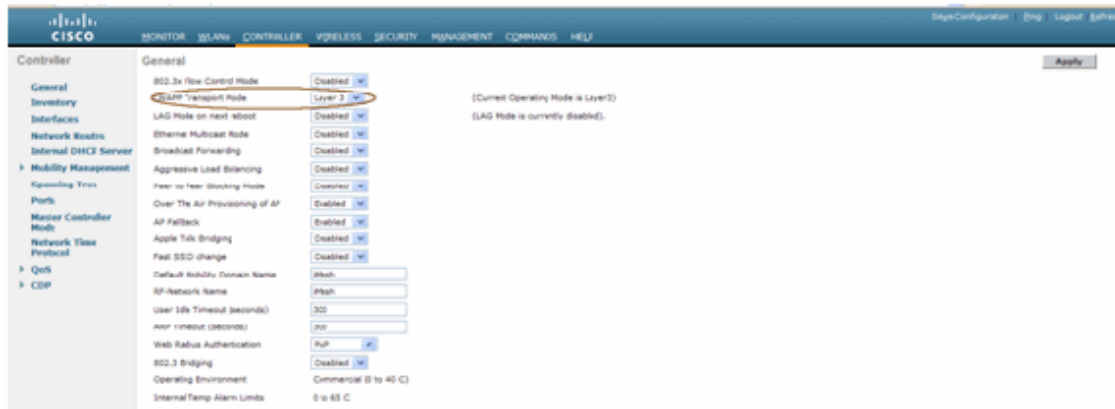 CISCO
SaveConfiguration Ping Logout Refre
MONITOR WLANs CONTROLLER WIRELESS SECURITY MANAGEMENT COMMANDS HELP
Controller
General
Inventory
Interfaces
Network Routes
Internal DHCP Server
Mobility Management
Spanning Tree
Ports
Master Controller
Mode
Network Time
Protocol
QoS
CDP
General
Apply
802.3x Flow Control Mode Disabled
LWAPP Transport Mode Layer 3 (Current Operating Mode is Layer3)
LAG Mode on next reboot Disabled (LAG Mode is currently disabled).
Ethernet Multicast Mode Disabled
Broadcast Forwarding Disabled
Aggressive Load Balancing Disabled
Peer to Peer Blocking Mode Disabled
Over The Air Provisioning of AP Enabled
AP Fallback Enabled
Apple Talk Bridging Disabled
Fast SSID change Disabled
Default Mobility Domain Name
RF-Network Name
User Idle Timeout (seconds) 300
ARP Timeout (seconds) 300
Web Radius Authentication PAP
802.3 Bridging Disabled
Operating Environment Commercial (0 to 40 C)
Internal Temp Alarm Limits 0 to 65 C